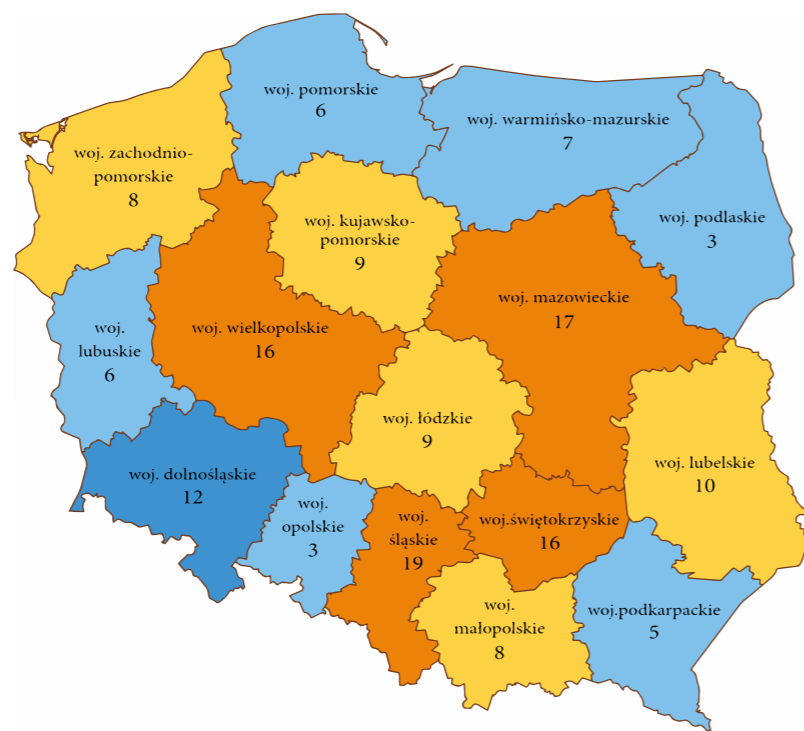 woj. pomorskie
6
woj. warmińsko-mazurskie
7
woj. zachodnio-
pomorskie
8
woj. podlaskie
3
woj. kujawsko-
pomorskie
9
woj. mazowieckie
17
woj. wielkopolskie
16
woj.
lubuskie
6
woj. łódzkie
9
woj. lubelskie
10
woj. dolnośląskie
12
woj.
opolskie
3
woj.
śląskie
19
woj.świętokrzyskie
16
woj.
małopolskie
8
woj.podkarpackie
5